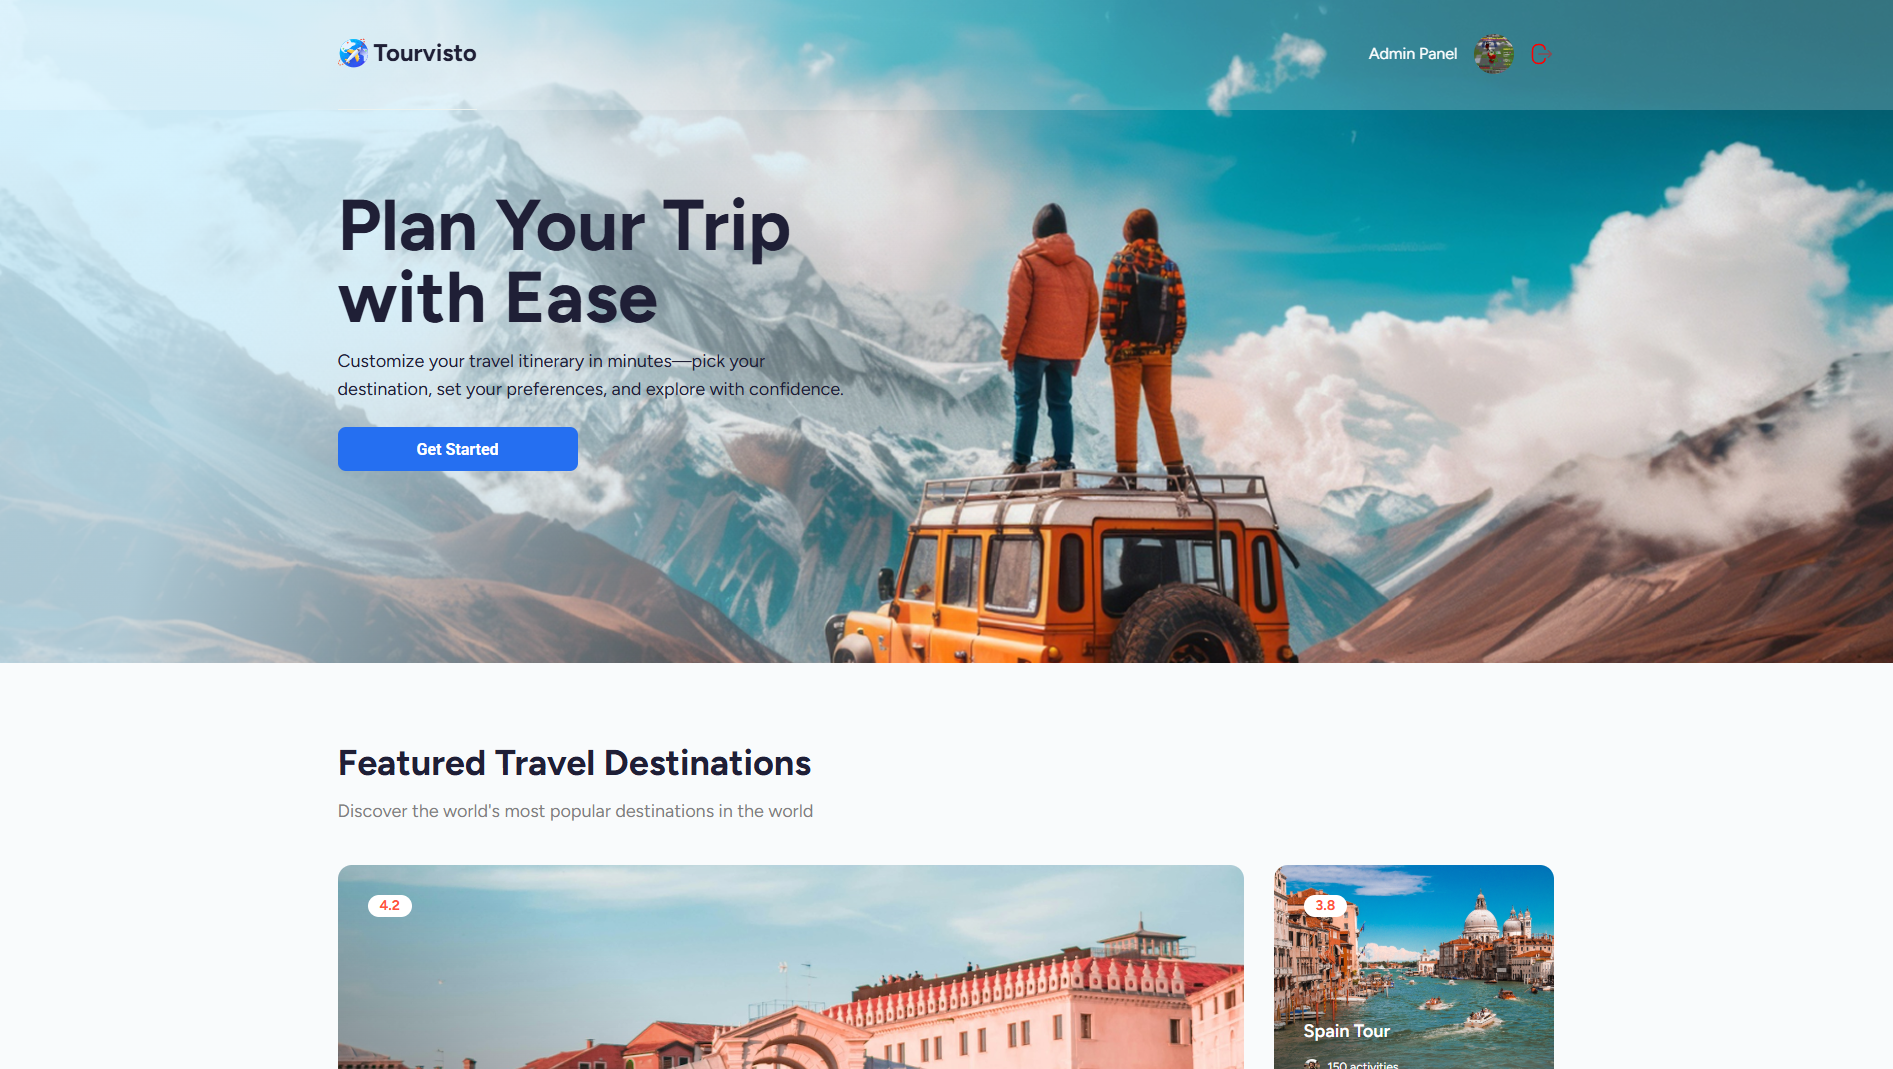 Tourvisto
Admin Panel
Plan Your Trip
with Ease
Customize your travel itinerary in minutes—pick your
destination, set your preferences, and explore with confidence.
Get Started
Featured Travel Destinations
Discover the world's most popular destinations in the world
4.2
3.8
Spain Tour
150 activities